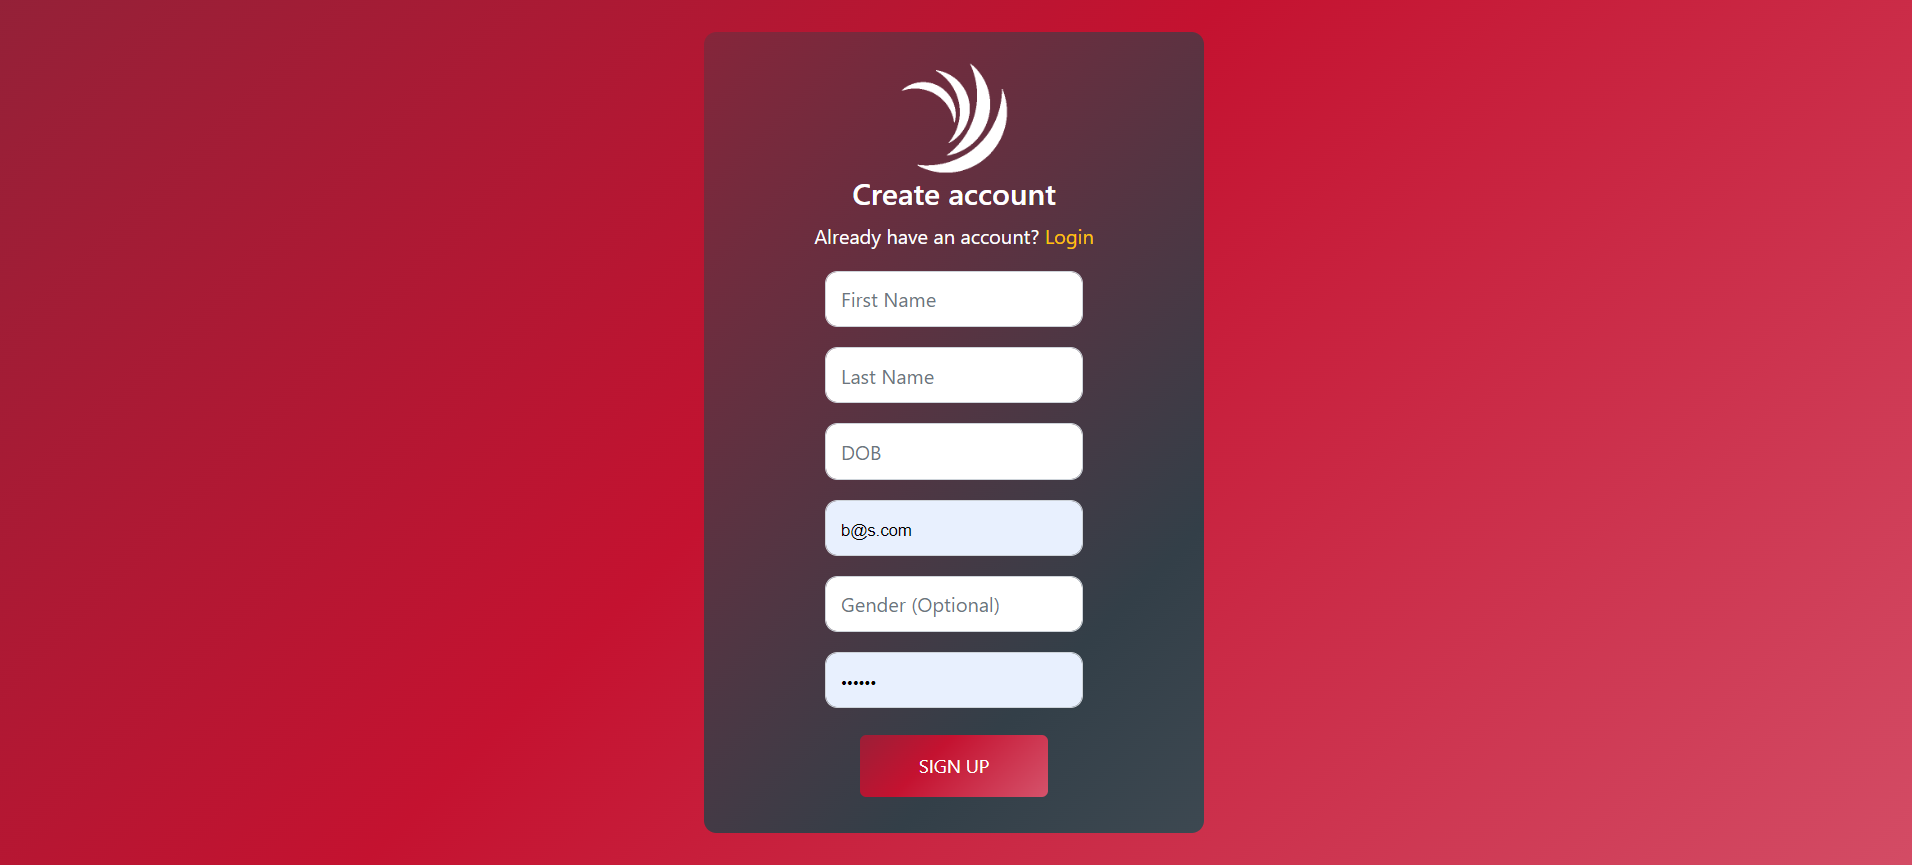 Create account
Already have an account? Login
First Name
Last Name
DOB
b@s.com
Gender (Optional)
••••••
SIGN UP